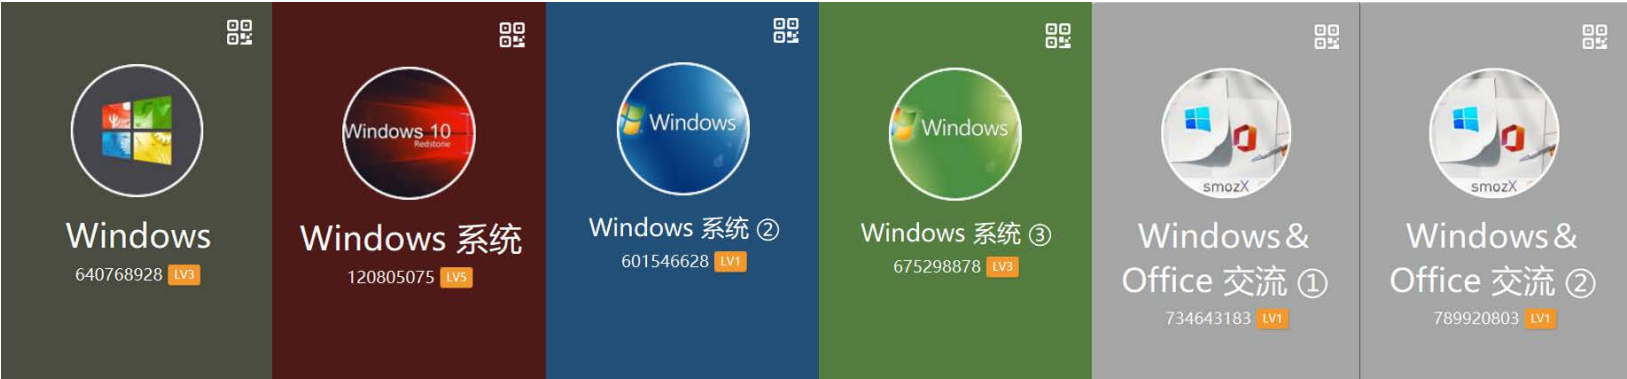 Windows
640768928 LV3
Windows 10
Redstone
Windows 系统
120805075 LV5
Windows
Windows 系统 ②
601546628 LV1
Windows
Windows 系统 ③
675298878 LV3
smozX
Windows&
Office 交流 ①
734643183 LV1
smozX
Windows&
Office 交流 ②
789920803 LV1